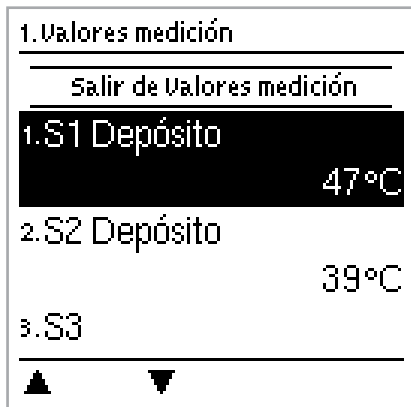 1.Valores medición
Salir de Valores medición
1.S1 Depósito
47°C
2.S2 Depósito
39°C
3.S3